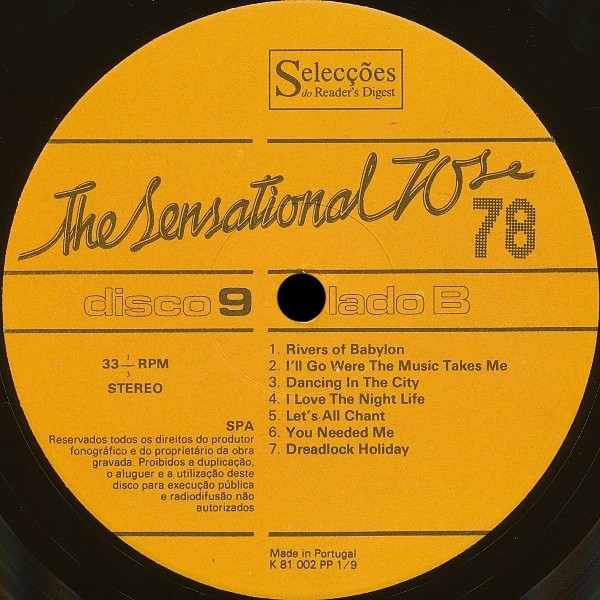 Selecções
do Reader's Digest
The Sensational 70s
78
disco 9 lado B
33 1/3 RPM
STEREO
1. Rivers of Babylon
2. I'll Go Were The Music Takes Me
3. Dancing In The City
4. I Love The Night Life
5. Let's All Chant
6. You Needed Me
7. Dreadlock Holiday
SPA
Reservados todos os direitos do produtor
fonográfico e do proprietário da obra
gravada. Proibidos a duplicação,
o aluguer e a utilização deste
disco para execução pública
e radiodifusão não
autorizados
Made in Portugal
K 81 002 PP 1/9